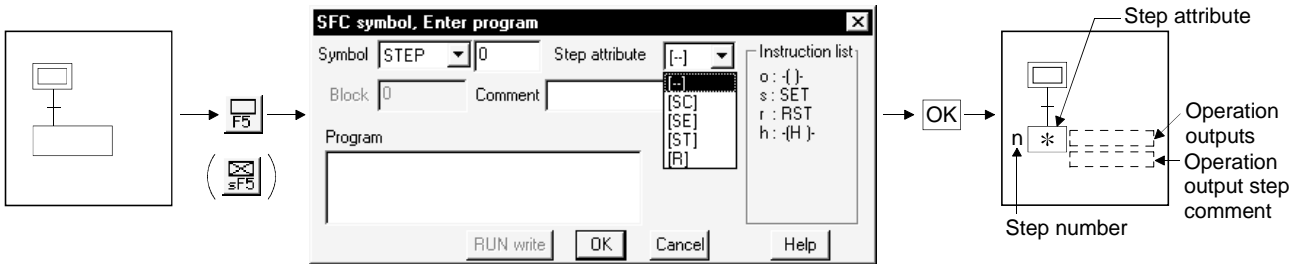 F5
sF5
SFC symbol, Enter program
Symbol STEP 0 Step attribute [--]
[--]
[SC]
[SE]
[ST]
[R]
Block 0 Comment
Instruction list
o : -( )-
s : SET
r : RST
h : -(H )-
Program
RUN write OK Cancel Help
OK
Step attribute
n *
Operation
outputs
Operation
output step
comment
Step number